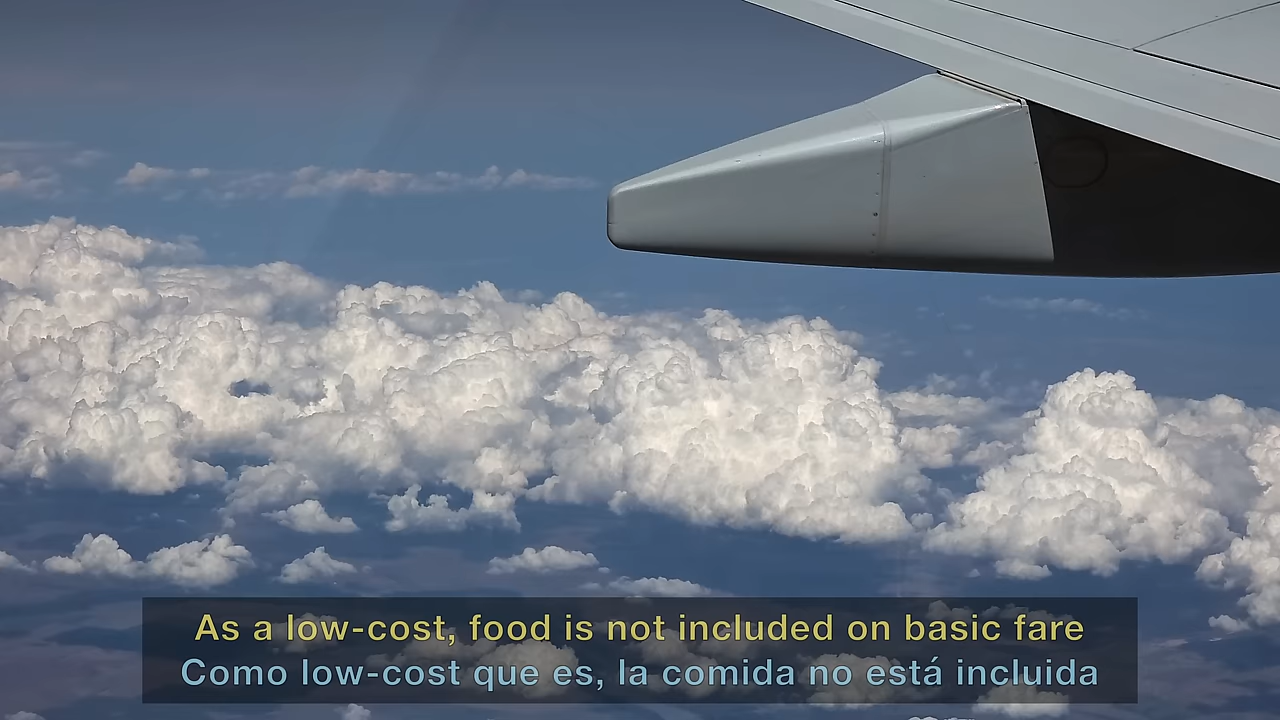 As a low-cost, food is not included on basic fare
Como low-cost que es, la comida no está incluida